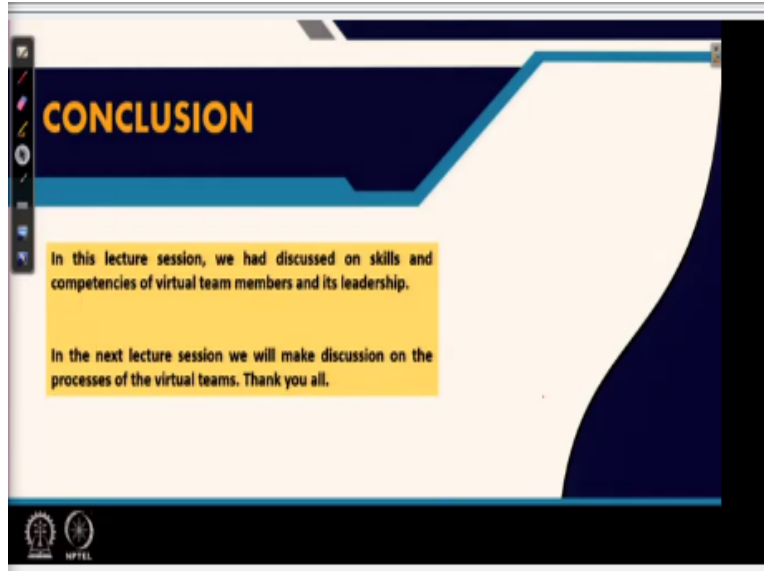 CONCLUSION
In this lecture session, we had discussed on skills and
competencies of virtual team members and its leadership.
In the next lecture session we will make discussion on the
processes of the virtual teams. Thank you all.
NPTEL